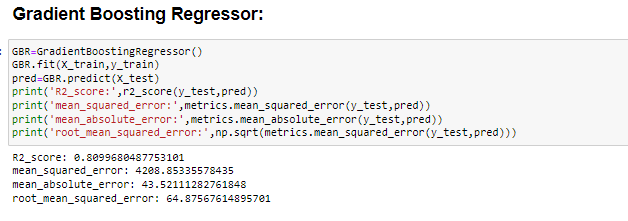 Gradient Boosting Regressor:
GBR=GradientBoostingRegressor()
GBR.fit(X_train,y_train)
pred=GBR.predict(X_test)
print('R2_score:',r2_score(y_test,pred))
print('mean_squared_error:',metrics.mean_squared_error(y_test,pred))
print('mean_absolute_error:',metrics.mean_absolute_error(y_test,pred))
print('root_mean_squared_error:',np.sqrt(metrics.mean_squared_error(y_test,pred)))
R2_score: 0.8099680487753101
mean_squared_error: 4208.85335578435
mean_absolute_error: 43.52111282761848
root_mean_squared_error: 64.87567614895701